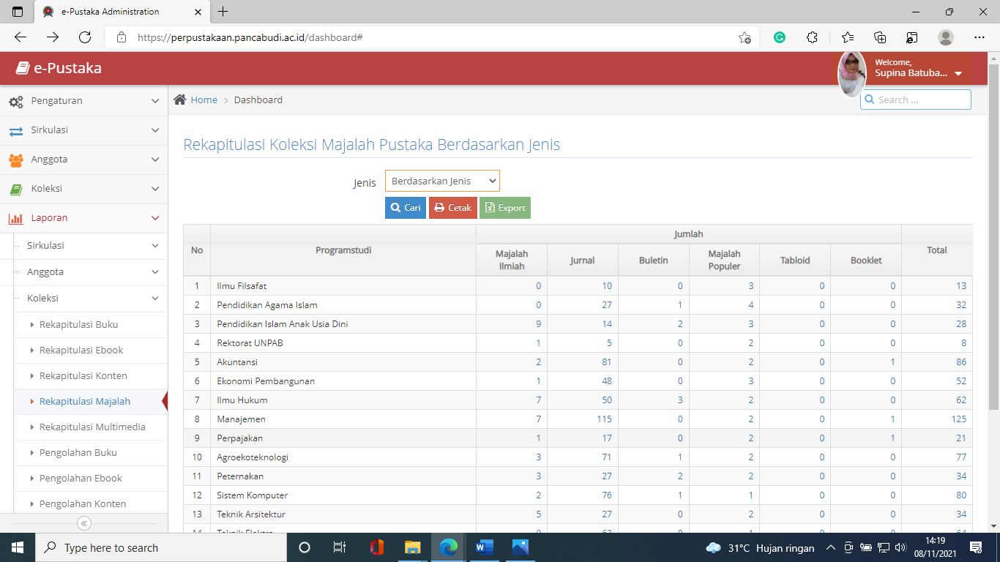 e-Pustaka Administration
https://perpustakaan.pancabudi.ac.id/dashboard#
e-Pustaka
Welcome,
Supina Batuba...
Pengaturan
Sirkulasi
Anggota
Koleksi
Laporan
Sirkulasi
Anggota
Koleksi
Rekapitulasi Buku
Rekapitulasi Ebook
Rekapitulasi Konten
Rekapitulasi Majalah
Rekapitulasi Multimedia
Pengolahan Buku
Pengolahan Ebook
Pengolahan Konten
Home > Dashboard
Search ...
Rekapitulasi Koleksi Majalah Pustaka Berdasarkan Jenis
Jenis Berdasarkan Jenis
Cari Cetak Export
No Programstudi Jumlah Total
Majalah Ilmiah Jurnal Buletin Majalah Populer Tabloid Booklet
1 Ilmu Filsafat 0 10 0 3 0 0 13
2 Pendidikan Agama Islam 0 27 1 4 0 0 32
3 Pendidikan Islam Anak Usia Dini 9 14 2 3 0 0 28
4 Rektorat UNPAB 1 5 0 2 0 0 8
5 Akuntansi 2 81 0 2 0 1 86
6 Ekonomi Pembangunan 1 48 0 3 0 0 52
7 Ilmu Hukum 7 50 3 2 0 0 62
8 Manajemen 7 115 0 2 0 1 125
9 Perpajakan 1 17 0 2 0 1 21
10 Agroekoteknologi 3 71 1 2 0 0 77
11 Peternakan 3 27 2 2 0 0 34
12 Sistem Komputer 2 76 1 1 0 0 80
13 Teknik Arsitektur 5 27 0 2 0 0 34
14 Teknik Elektro
Type here to search
31°C Hujan ringan
14:19
08/11/2021